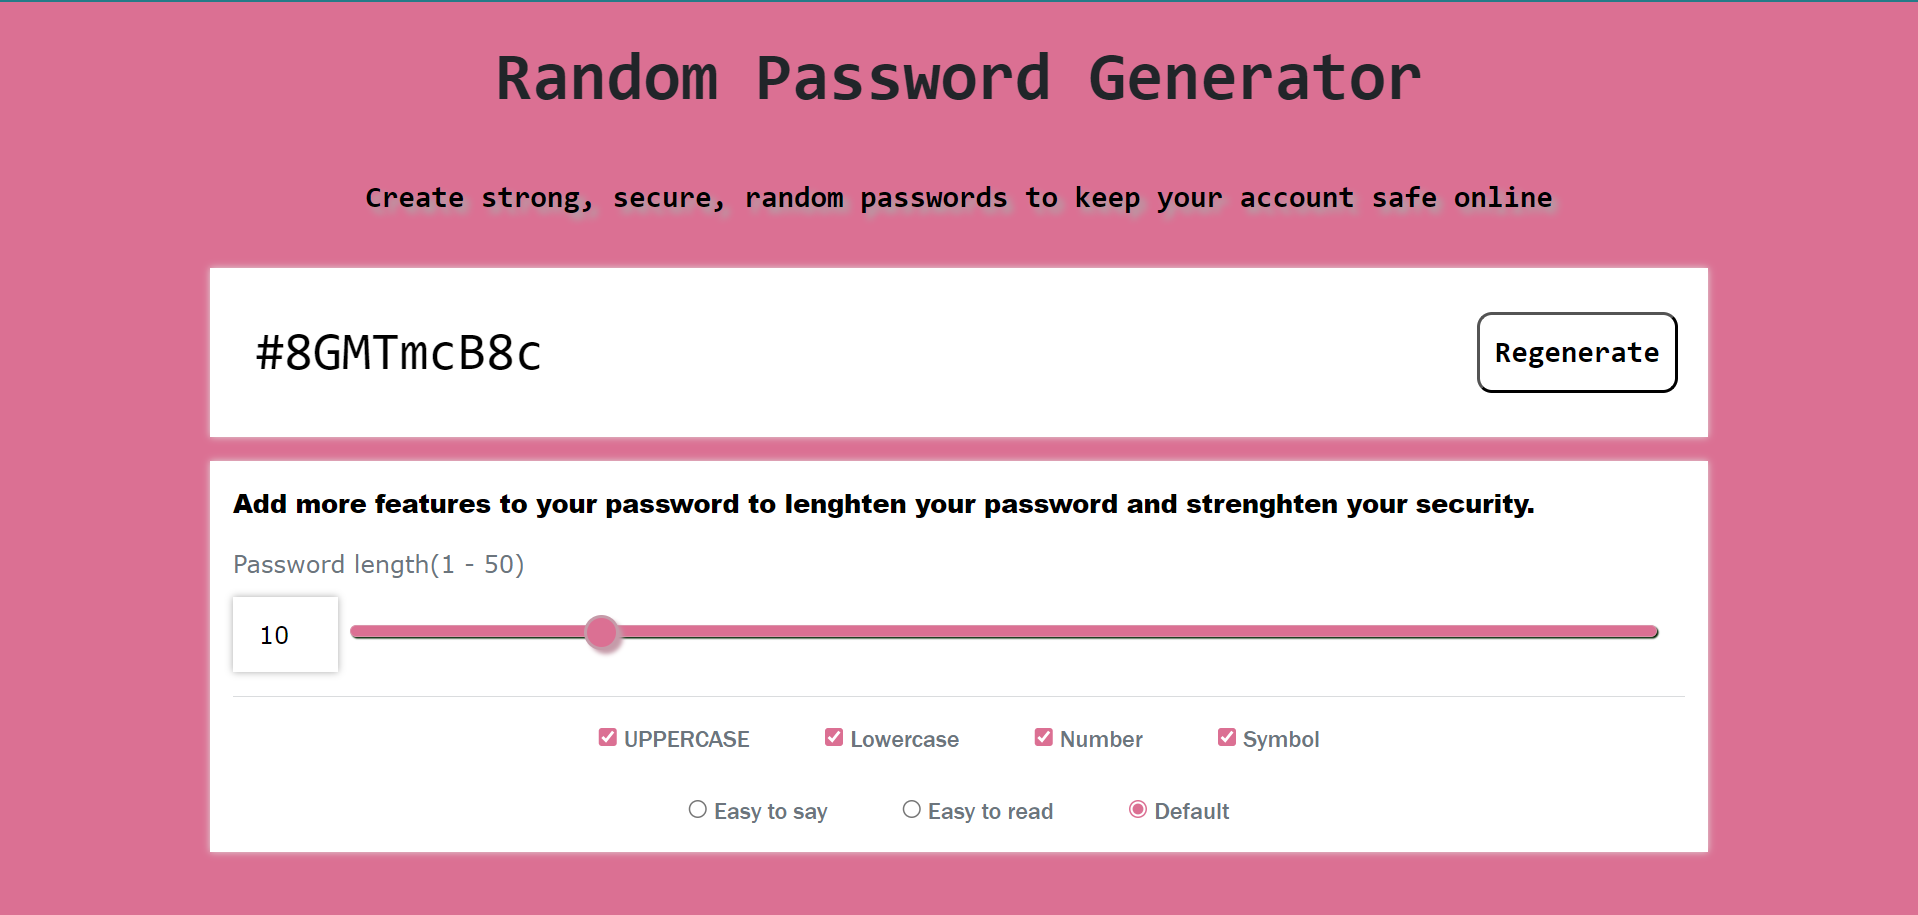 Random Password Generator
Create strong, secure, random passwords to keep your account safe online
#8GMTmcB8c
Regenerate
Add more features to your password to lenghten your password and strenghten your security.
Password length(1 - 50)
10
UPPERCASE Lowercase Number Symbol
Easy to say Easy to read Default